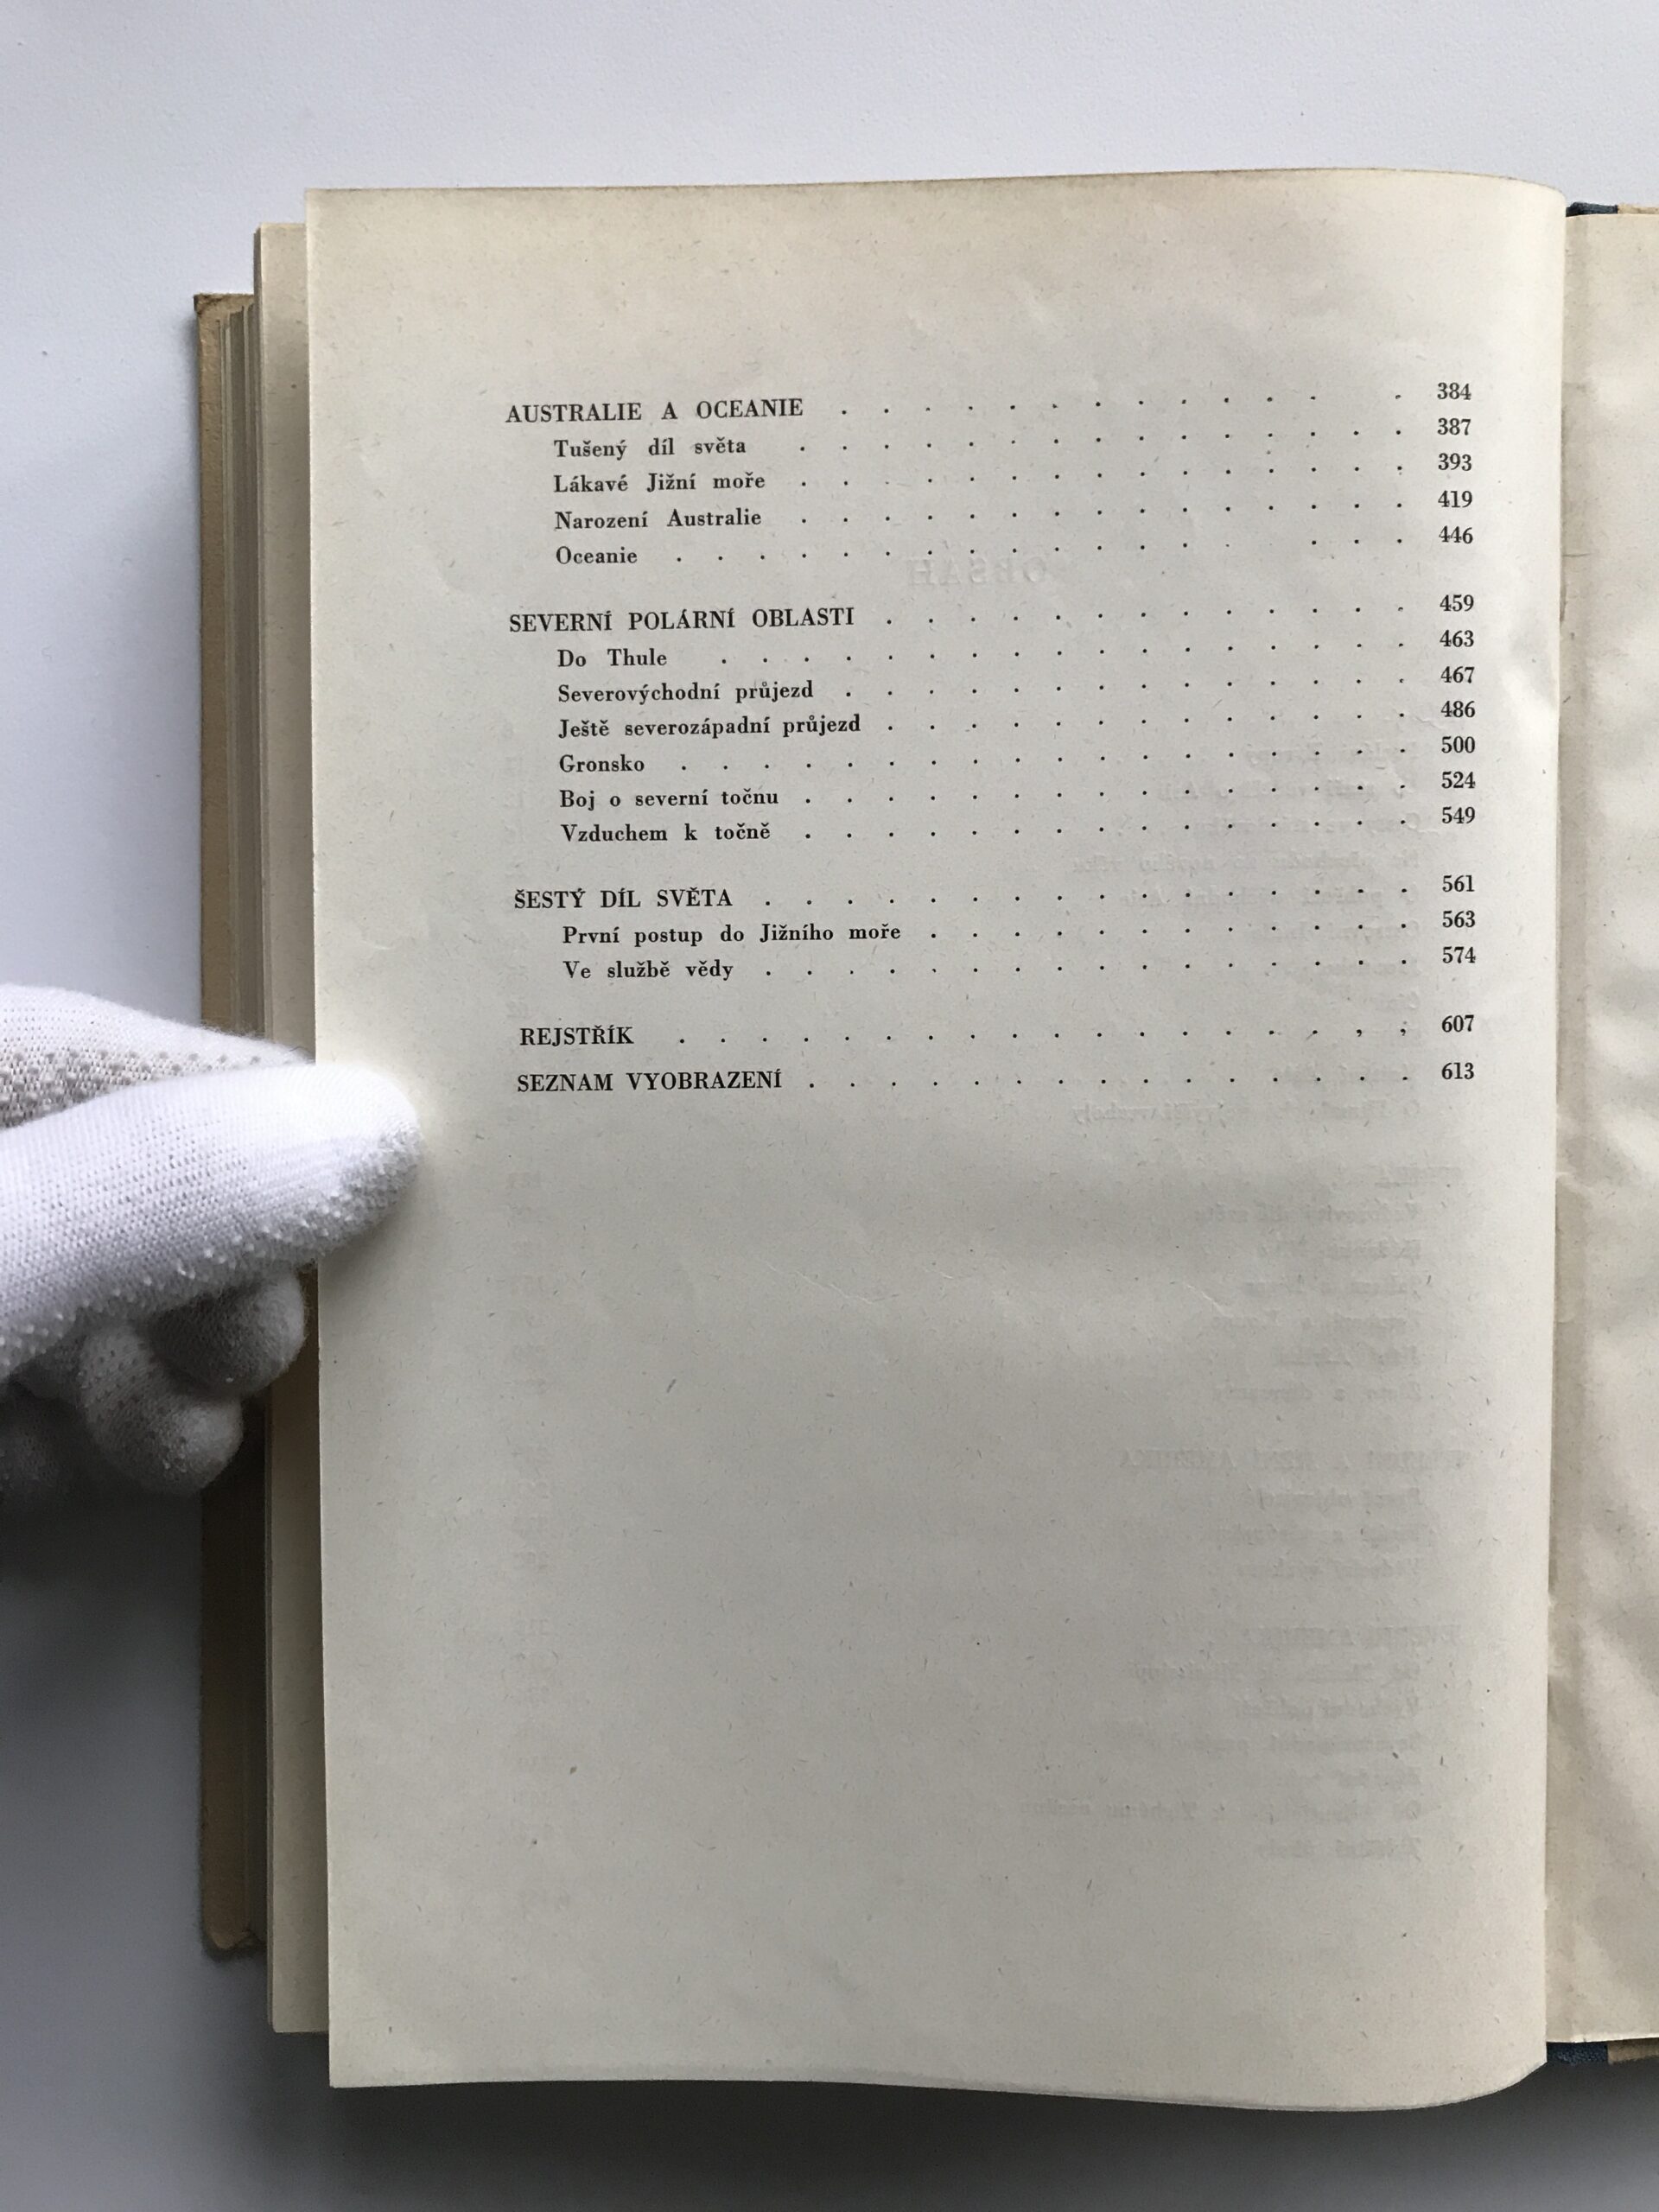 AUSTRALIE A OCEANIE . . . . . . . . . . . . . 384
Tušený díl světa . . . . . . . . . . . . . . . 387
Lákavé Jižní moře . . . . . . . . . . . . . . . 393
Narození Australie . . . . . . . . . . . . . . . 419
Oceanie . . . . . . . . . . . . . . . . . 446
SEVERNÍ POLÁRNÍ OBLASTI . . . . . . . . . . . . . 459
Do Thule . . . . . . . . . . . . . . . . . 463
Severovýchodní průjezd . . . . . . . . . . . . . . 467
Ještě severozápadní průjezd . . . . . . . . . . . . . 486
Gronsko . . . . . . . . . . . . . . . . . . 500
Boj o severní točnu . . . . . . . . . . . . . . . 524
Vzduchem k točně . . . . . . . . . . . . . . . 549
ŠESTÝ DÍL SVĚTA . . . . . . . . . . . . . . . . 561
První postup do Jižního moře . . . . . . . . . . . . 563
Ve službě vědy . . . . . . . . . . . . . . . . 574
REJSTŘÍK . . . . . . . . . . . . . . . . , , 607
SEZNAM VYOBRAZENÍ . . . . . . . . . . . . . . . 613